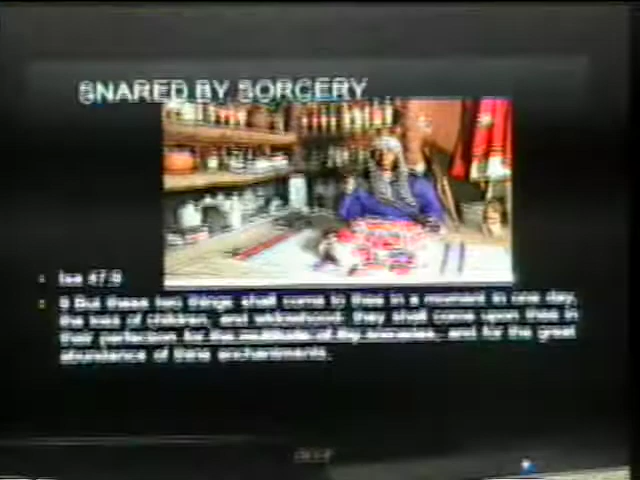 SNARED BY SORCERY
Isa 47:9
9 But these two things shall come to thee in a moment in one day,
the loss of children, and widowhood: they shall come upon thee in
their perfection for the multitude of thy sorceries, and for the great
abundance of thine enchantments.
acer